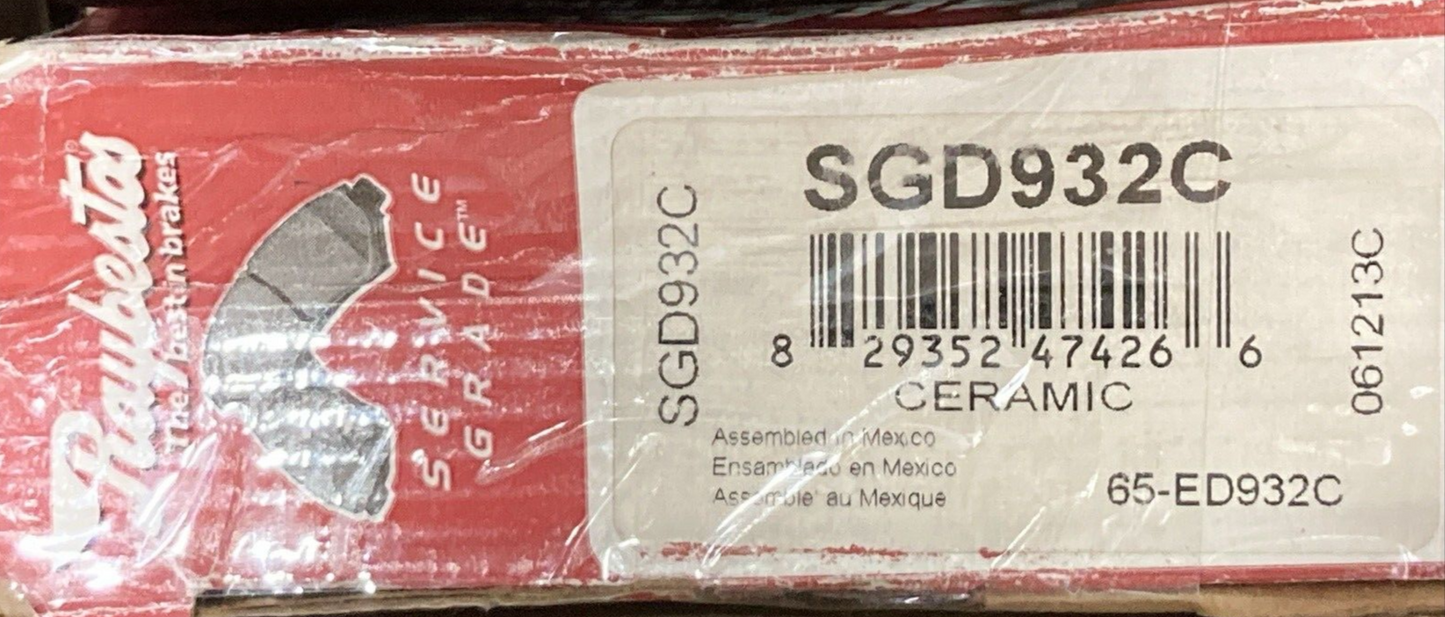 Raybestos®
The best in brakes
SERVICE
GRADE™
SGD932C
SGD932C
8 29352 47426 6
CERAMIC
Assembled in Mexico
Ensamblado en Mexico
Assemble' au Mexique
65-ED932C
061213C